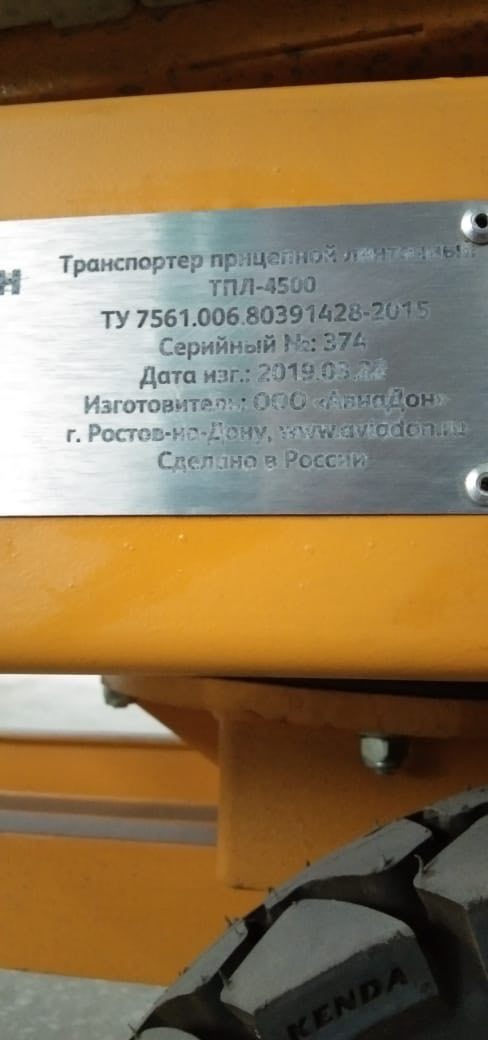 Н
Транспортер прицепной ленточный
ТПЛ-4500
ТУ 7561.006.80391428-2015
Серийный №: 374
Дата изг.: 2019.03.22
Изготовитель: ООО «АвиаДон»
г. Ростов-на-Дону, www.aviadon.ru
Сделано в России
KENDA